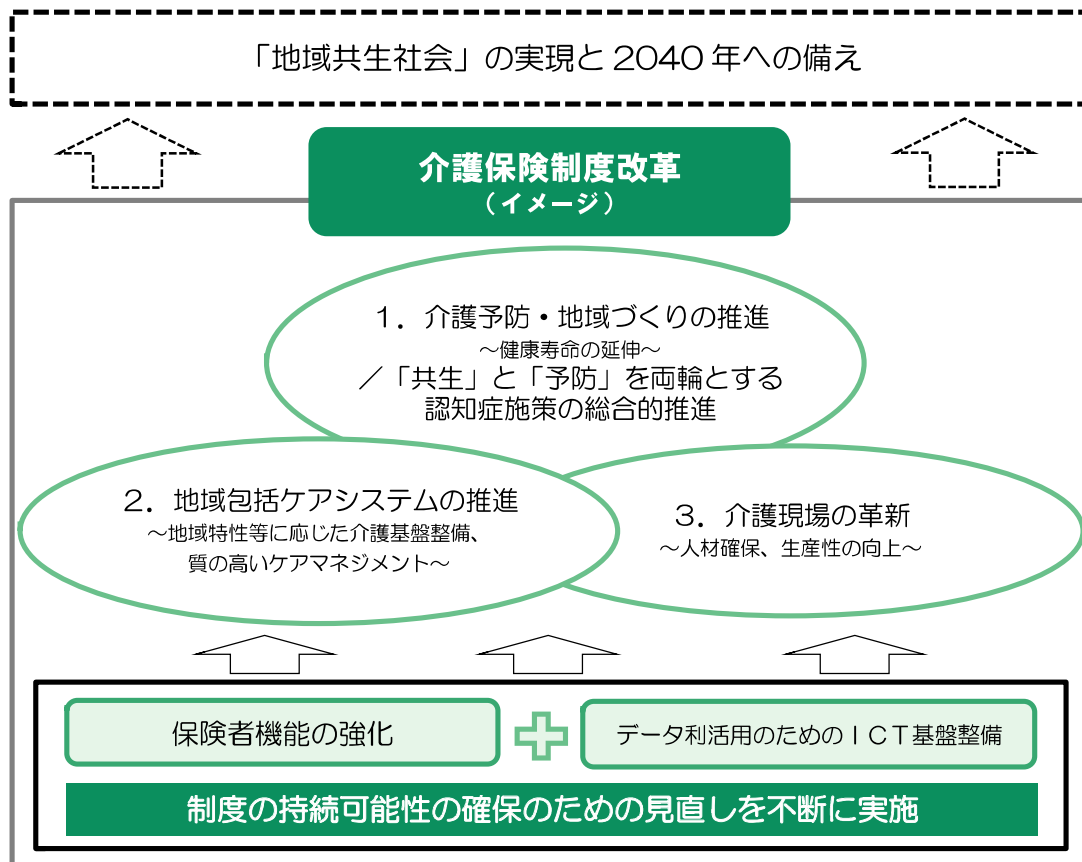 「地域共生社会」の実現と 2040 年への備え
介護保険制度改革
(イメージ)
1．介護予防・地域づくりの推進
～健康寿命の延伸～
／「共生」と「予防」を両輪とする
認知症施策の総合的推進
2．地域包括ケアシステムの推進
～地域特性等に応じた介護基盤整備、
質の高いケアマネジメント～
3．介護現場の革新
～人材確保、生産性の向上～
保険者機能の強化
データ利活用のためのＩＣＴ基盤整備
制度の持続可能性の確保のための見直しを不断に実施